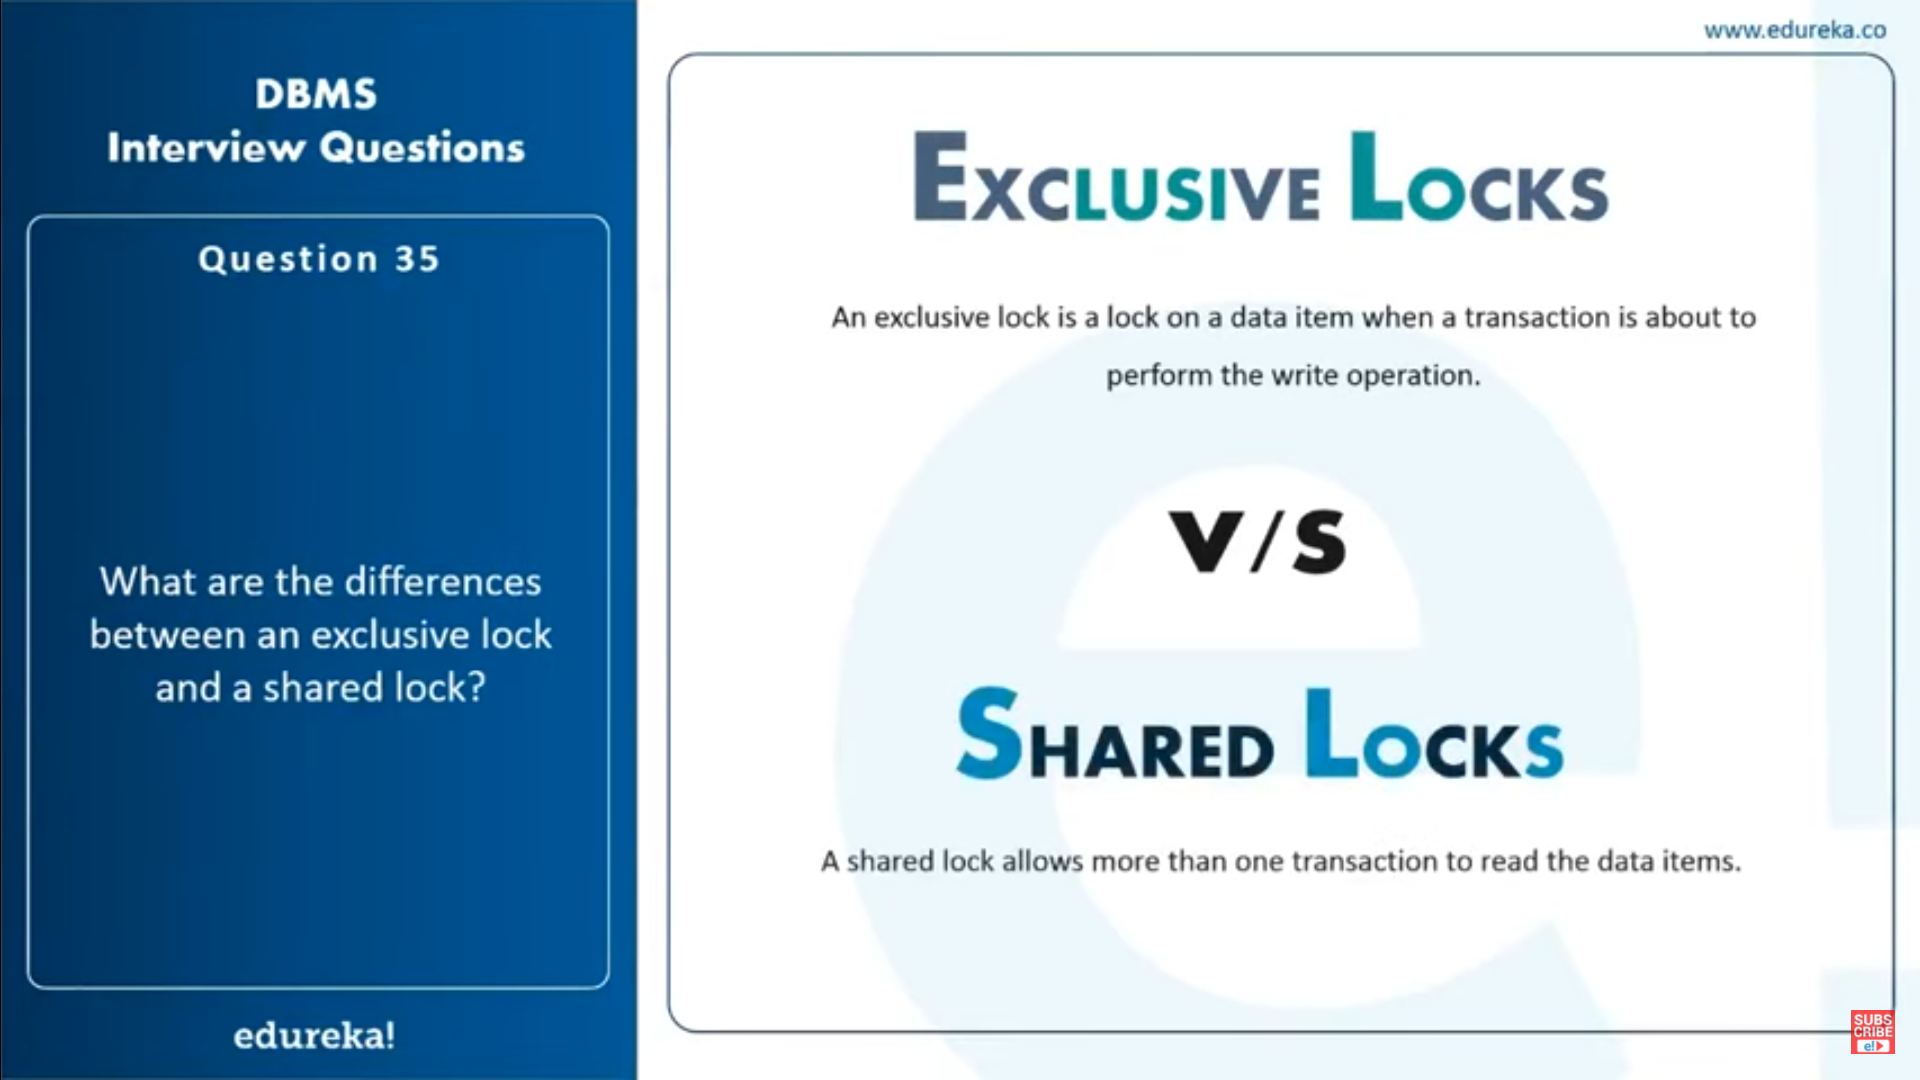 www.edureka.co
DBMS
Interview Questions
Question 35
What are the differences
between an exclusive lock
and a shared lock?
edureka!
EXCLUSIVE LOCKS
An exclusive lock is a lock on a data item when a transaction is about to
perform the write operation.
V/S
SHARED LOCKS
A shared lock allows more than one transaction to read the data items.
SUBS
CRIBE
e!